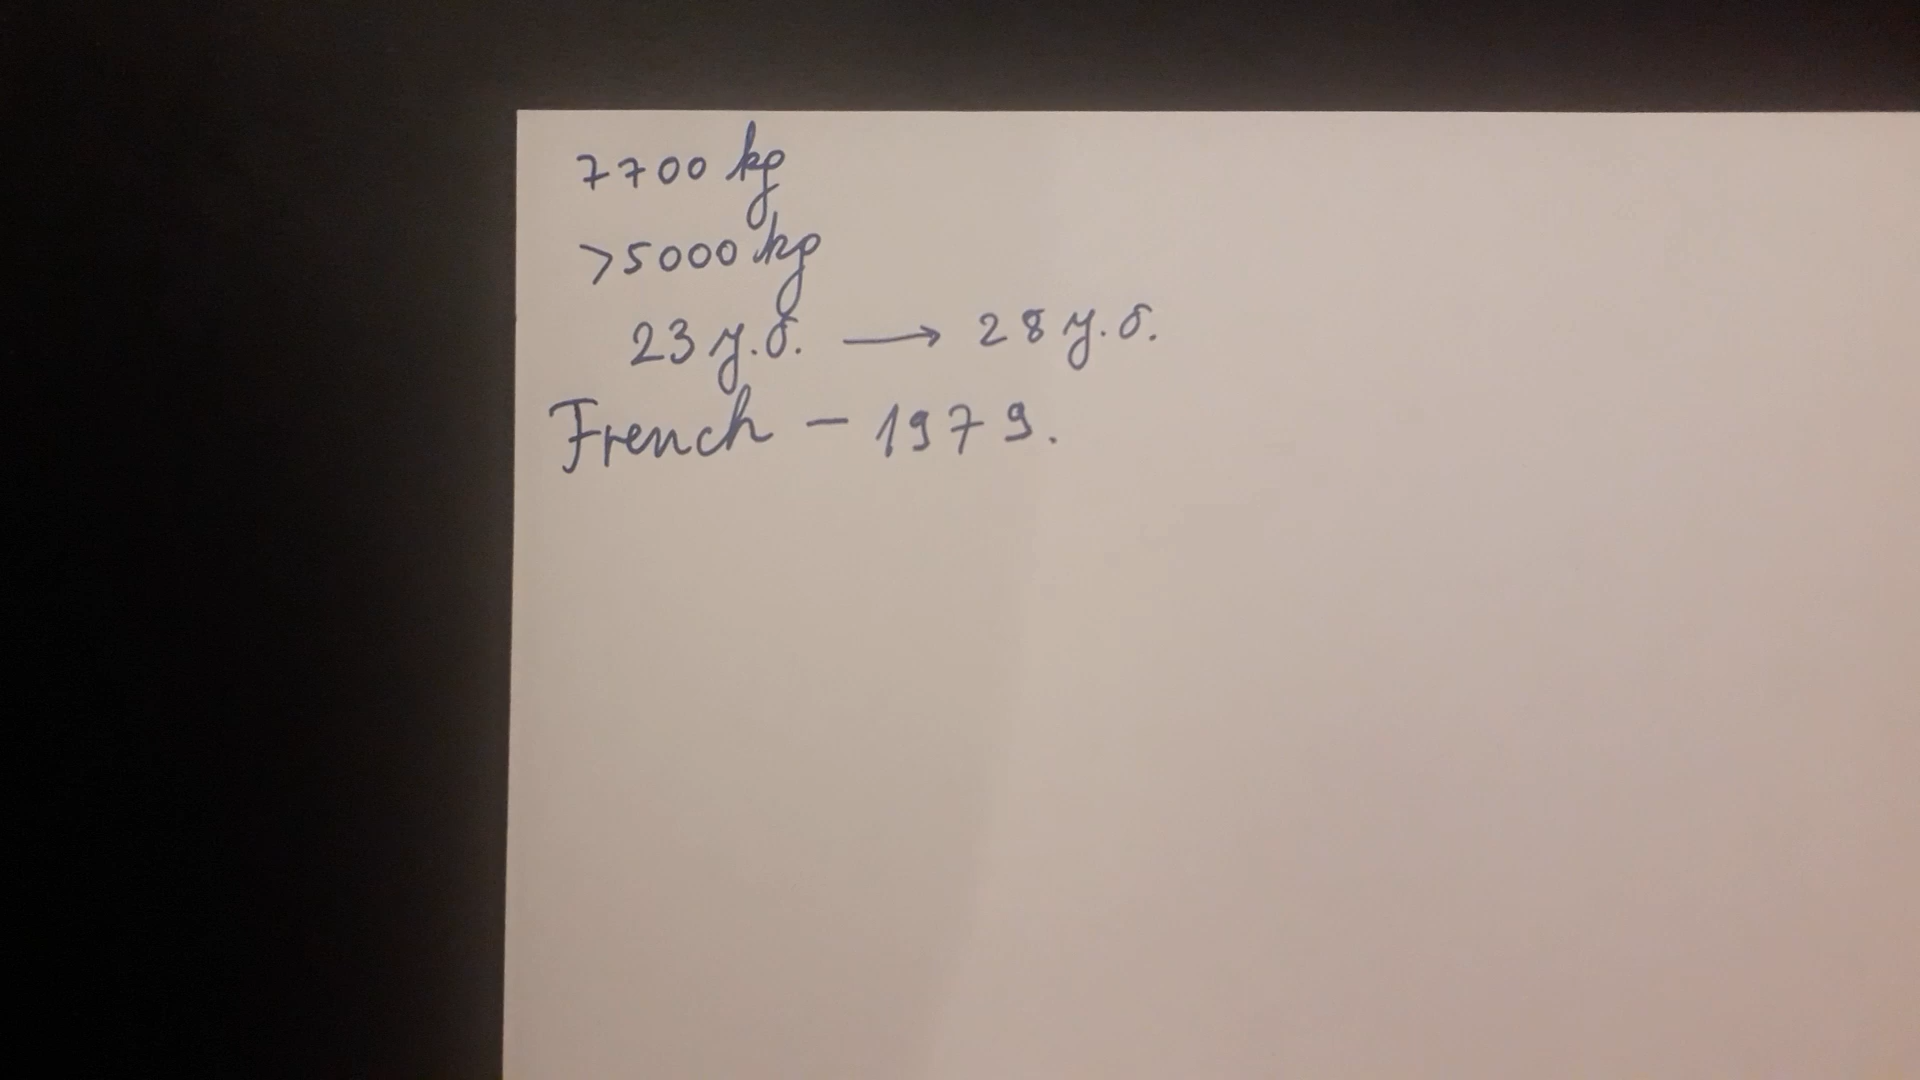 7700 kg
>5000 kg
23 y.o. → 28 y.o.
French - 1979.